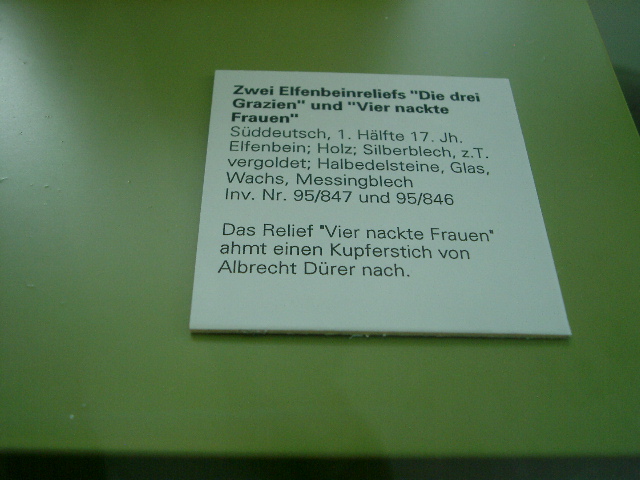 Zwei Elfenbeinreliefs "Die drei
Grazien" und "Vier nackte
Frauen"
Süddeutsch, 1. Hälfte 17. Jh.
Elfenbein; Holz; Silberblech, z.T.
vergoldet; Halbedelsteine, Glas,
Wachs, Messingblech
Inv. Nr. 95/847 und 95/846
Das Relief "Vier nackte Frauen"
ahmt einen Kupferstich von
Albrecht Dürer nach.